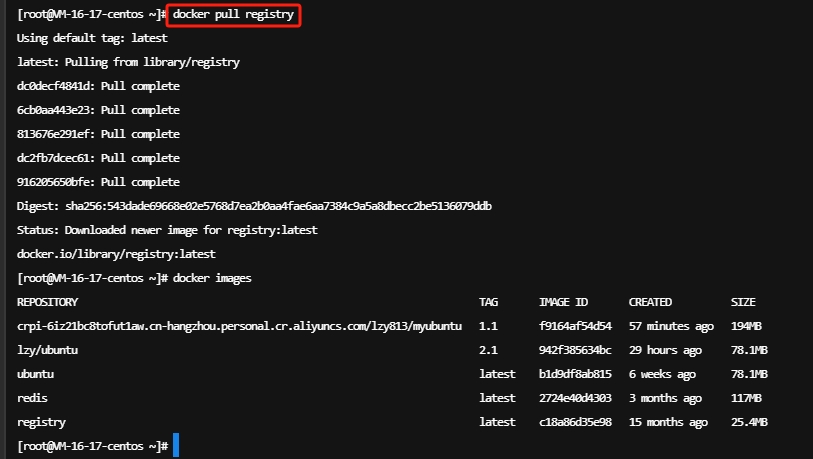 [root@VM-16-17-centos ~]# docker pull registry
Using default tag: latest
latest: Pulling from library/registry
dc0decf4841d: Pull complete
6cb0aa443e23: Pull complete
813676e291ef: Pull complete
dc2fb7dcec61: Pull complete
916205650bfe: Pull complete
Digest: sha256:543dade69668e02e5768d7ea2b0aa4fae6aa7384c9a5a8dbecc2be5136079ddb
Status: Downloaded newer image for registry:latest
docker.io/library/registry:latest
[root@VM-16-17-centos ~]# docker images
REPOSITORY TAG IMAGE ID CREATED SIZE
crpi-6iz21bc8tofut1aw.cn-hangzhou.personal.cr.aliyuncs.com/lzy813/myubuntu 1.1 f9164af54d54 57 minutes ago 194MB
lzy/ubuntu 2.1 942f385634bc 29 hours ago 78.1MB
ubuntu latest b1d9df8ab815 6 weeks ago 78.1MB
redis latest 2724e40d4303 3 months ago 117MB
registry latest c18a86d35e98 15 months ago 25.4MB
[root@VM-16-17-centos ~]#